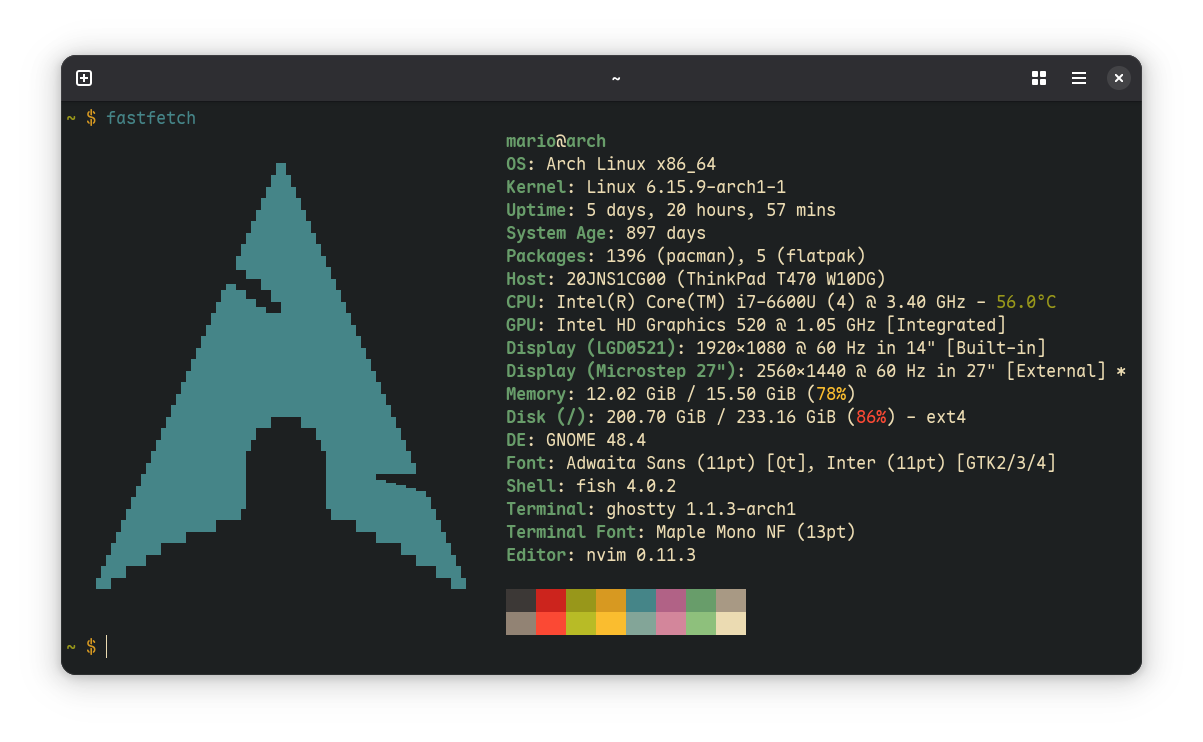 ~
~ $ fastfetch
mario@arch
OS: Arch Linux x86_64
Kernel: Linux 6.15.9-arch1-1
Uptime: 5 days, 20 hours, 57 mins
System Age: 897 days
Packages: 1396 (pacman), 5 (flatpak)
Host: 20JNS1CG00 (ThinkPad T470 W10DG)
CPU: Intel(R) Core(TM) i7-6600U (4) @ 3.40 GHz - 56.0°C
GPU: Intel HD Graphics 520 @ 1.05 GHz [Integrated]
Display (LGD0521): 1920×1080 @ 60 Hz in 14" [Built-in]
Display (Microstep 27"): 2560×1440 @ 60 Hz in 27" [External] *
Memory: 12.02 GiB / 15.50 GiB (78%)
Disk (/): 200.70 GiB / 233.16 GiB (86%) - ext4
DE: GNOME 48.4
Font: Adwaita Sans (11pt) [Qt], Inter (11pt) [GTK2/3/4]
Shell: fish 4.0.2
Terminal: ghostty 1.1.3-arch1
Terminal Font: Maple Mono NF (13pt)
Editor: nvim 0.11.3
~ $